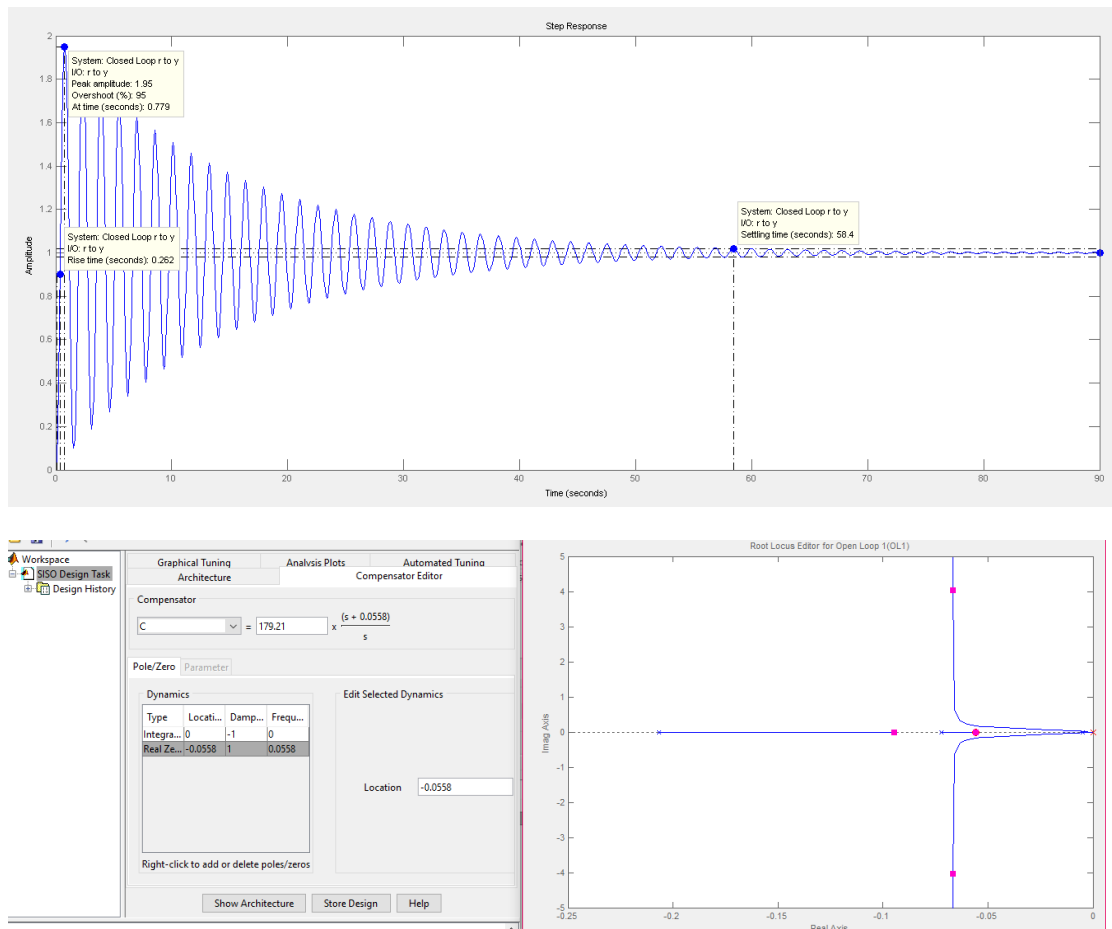 Step Response
2
1.8
1.6
1.4
1.2
1
0.8
0.6
0.4
0.2
0
Amplitude
System: Closed Loop r to y
I/O: r to y
Peak amplitude: 1.95
Overshoot (%): 95
At time (seconds): 0.779
System: Closed Loop r to y
I/O: r to y
Rise time (seconds): 0.262
System: Closed Loop r to y
I/O: r to y
Settling time (seconds): 58.4
0 10 20 30 40 50 60 70 80 90
Time (seconds)
Workspace
SISO Design Task
Design History
Graphical Tuning Analysis Plots Automated Tuning
Architecture Compensator Editor
Compensator
C = 179.21 x (s + 0.0558)
s
Pole/Zero Parameter
Dynamics
Type Locati... Damp... Frequ...
Integra... 0 -1 0
Real Ze... -0.0558 1 0.0558
Edit Selected Dynamics
Location -0.0558
Right-click to add or delete poles/zeros
Show Architecture Store Design Help
Root Locus Editor for Open Loop 1(OL1)
5
4
3
2
1
0
-1
-2
-3
-4
-5
Imag Axis
-0.25 -0.2 -0.15 -0.1 -0.05 0
Real Axis